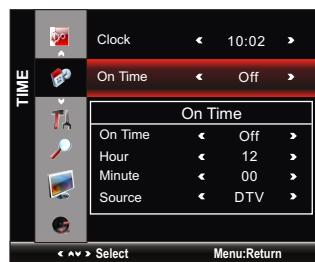 TIME
Clock 10:02
On Time Off
On Time
On Time Off
Hour 12
Minute 00
Source DTV
Select Menu:Return